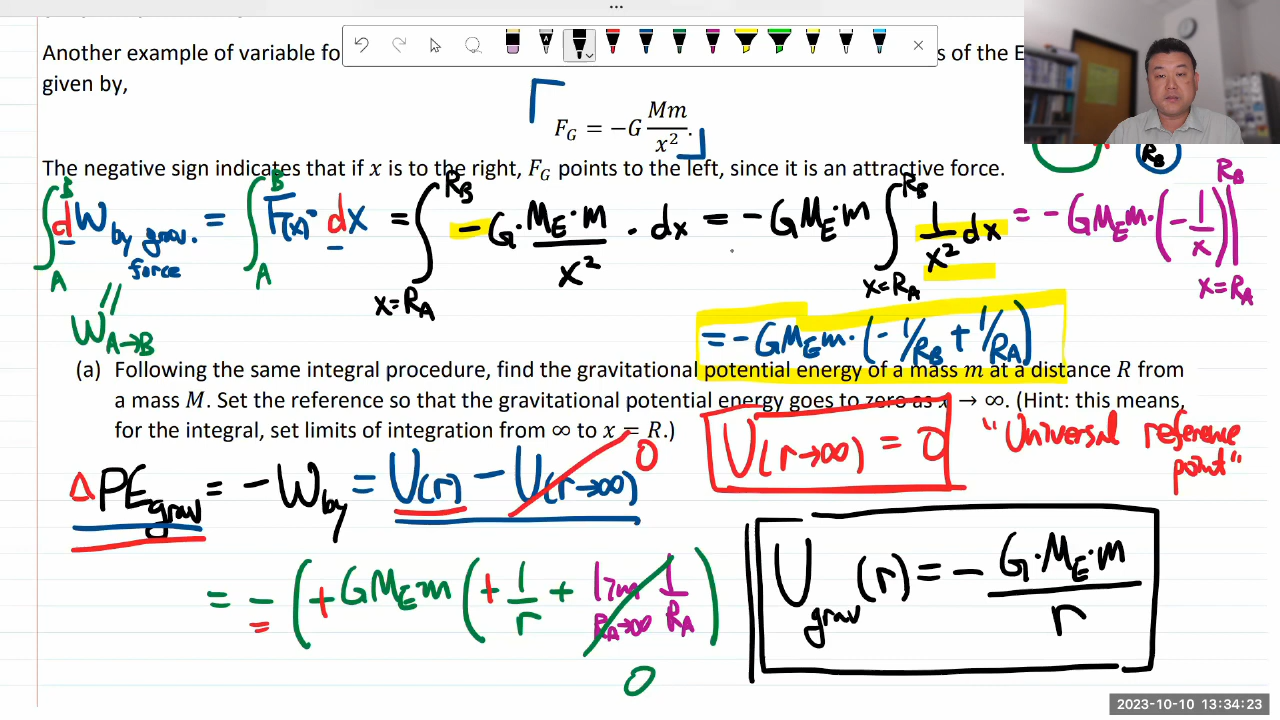 Another example of variable fo
s of the E
given by,
F_G = −G Mm/x².
The negative sign indicates that if x is to the right, F_G points to the left, since it is an attractive force.
R_B
∫_A^B dW by grav. force = ∫_A^B F(x)· dx = ∫_{x=R_A}^{R_B} −G· M_E·m/x² · dx = −GM_E m ∫_{x=R_A}^{R_B} 1/x² dx = −GM_E m·(−1/x)|_{x=R_A}^{R_B}
W_{A→B}
= −GM_E m·(−1/R_B + 1/R_A)
(a) Following the same integral procedure, find the gravitational potential energy of a mass m at a distance R from
a mass M. Set the reference so that the gravitational potential energy goes to zero as x → ∞. (Hint: this means,
for the integral, set limits of integration from ∞ to x = R.)
U(r→∞) = 0
"Universal reference
point"
ΔPE_grav = −W_by = U(r) − U(r→∞) 0
= −(+GM_E m (+1/r + lim_{R_A→∞} 1/R_A)
0
U_grav(r) = − G·M_E·m/r
2023-10-10 13:34:23